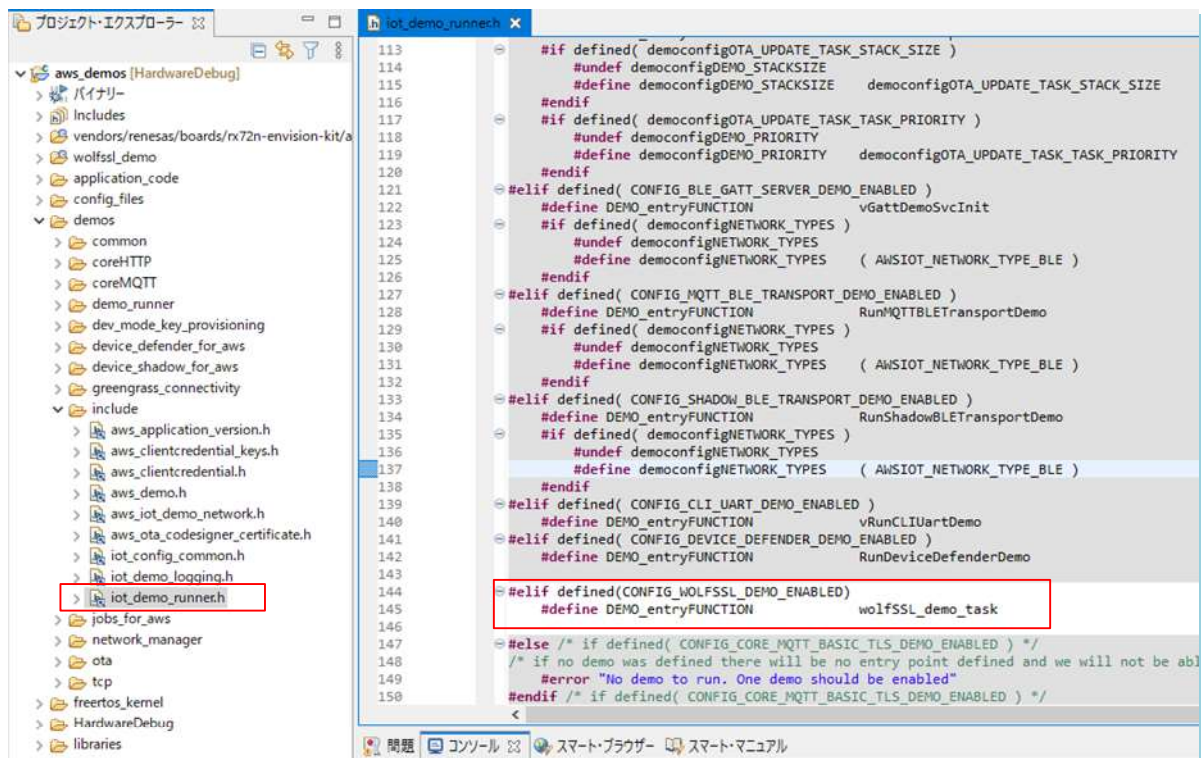 プロジェクト・エクスプローラー
aws_demos [HardwareDebug]
バイナリー
Includes
vendors/renesas/boards/rx72n-envision-kit/a
wolfssl_demo
application_code
config_files
demos
common
coreHTTP
coreMQTT
demo_runner
dev_mode_key_provisioning
device_defender_for_aws
device_shadow_for_aws
greengrass_connectivity
include
aws_application_version.h
aws_clientcredential_keys.h
aws_clientcredential.h
aws_demo.h
aws_iot_demo_network.h
aws_ota_codesigner_certificate.h
iot_config_common.h
iot_demo_logging.h
iot_demo_runner.h
jobs_for_aws
network_manager
ota
tcp
freertos_kernel
HardwareDebug
libraries
iot_demo_runner.h
113 #if defined( democonfigOTA_UPDATE_TASK_STACK_SIZE )
114 #undef democonfigDEMO_STACKSIZE
115 #define democonfigDEMO_STACKSIZE democonfigOTA_UPDATE_TASK_STACK_SIZE
116 #endif
117 #if defined( democonfigOTA_UPDATE_TASK_TASK_PRIORITY )
118 #undef democonfigDEMO_PRIORITY
119 #define democonfigDEMO_PRIORITY democonfigOTA_UPDATE_TASK_TASK_PRIORITY
120 #endif
121 #elif defined( CONFIG_BLE_GATT_SERVER_DEMO_ENABLED )
122 #define DEMO_entryFUNCTION vGattDemoSvcInit
123 #if defined( democonfigNETWORK_TYPES )
124 #undef democonfigNETWORK_TYPES
125 #define democonfigNETWORK_TYPES ( AWSIOT_NETWORK_TYPE_BLE )
126 #endif
127 #elif defined( CONFIG_MQTT_BLE_TRANSPORT_DEMO_ENABLED )
128 #define DEMO_entryFUNCTION RunMQTTBLETransportDemo
129 #if defined( democonfigNETWORK_TYPES )
130 #undef democonfigNETWORK_TYPES
131 #define democonfigNETWORK_TYPES ( AWSIOT_NETWORK_TYPE_BLE )
132 #endif
133 #elif defined( CONFIG_SHADOW_BLE_TRANSPORT_DEMO_ENABLED )
134 #define DEMO_entryFUNCTION RunShadowBLETransportDemo
135 #if defined( democonfigNETWORK_TYPES )
136 #undef democonfigNETWORK_TYPES
137 #define democonfigNETWORK_TYPES ( AWSIOT_NETWORK_TYPE_BLE )
138 #endif
139 #elif defined( CONFIG_CLI_UART_DEMO_ENABLED )
140 #define DEMO_entryFUNCTION vRunCLIUartDemo
141 #elif defined( CONFIG_DEVICE_DEFENDER_DEMO_ENABLED )
142 #define DEMO_entryFUNCTION RunDeviceDefenderDemo
143
144 #elif defined(CONFIG_WOLFSSL_DEMO_ENABLED)
145 #define DEMO_entryFUNCTION wolfSSL_demo_task
146
147 #else /* if defined( CONFIG_CORE_MQTT_BASIC_TLS_DEMO_ENABLED ) */
148 /* if no demo was defined there will be no entry point defined and we will not be abl
149 #error "No demo to run. One demo should be enabled"
150 #endif /* if defined( CONFIG_CORE_MQTT_BASIC_TLS_DEMO_ENABLED ) */
問題 コンソール スマート・ブラウザー スマート・マニュアル